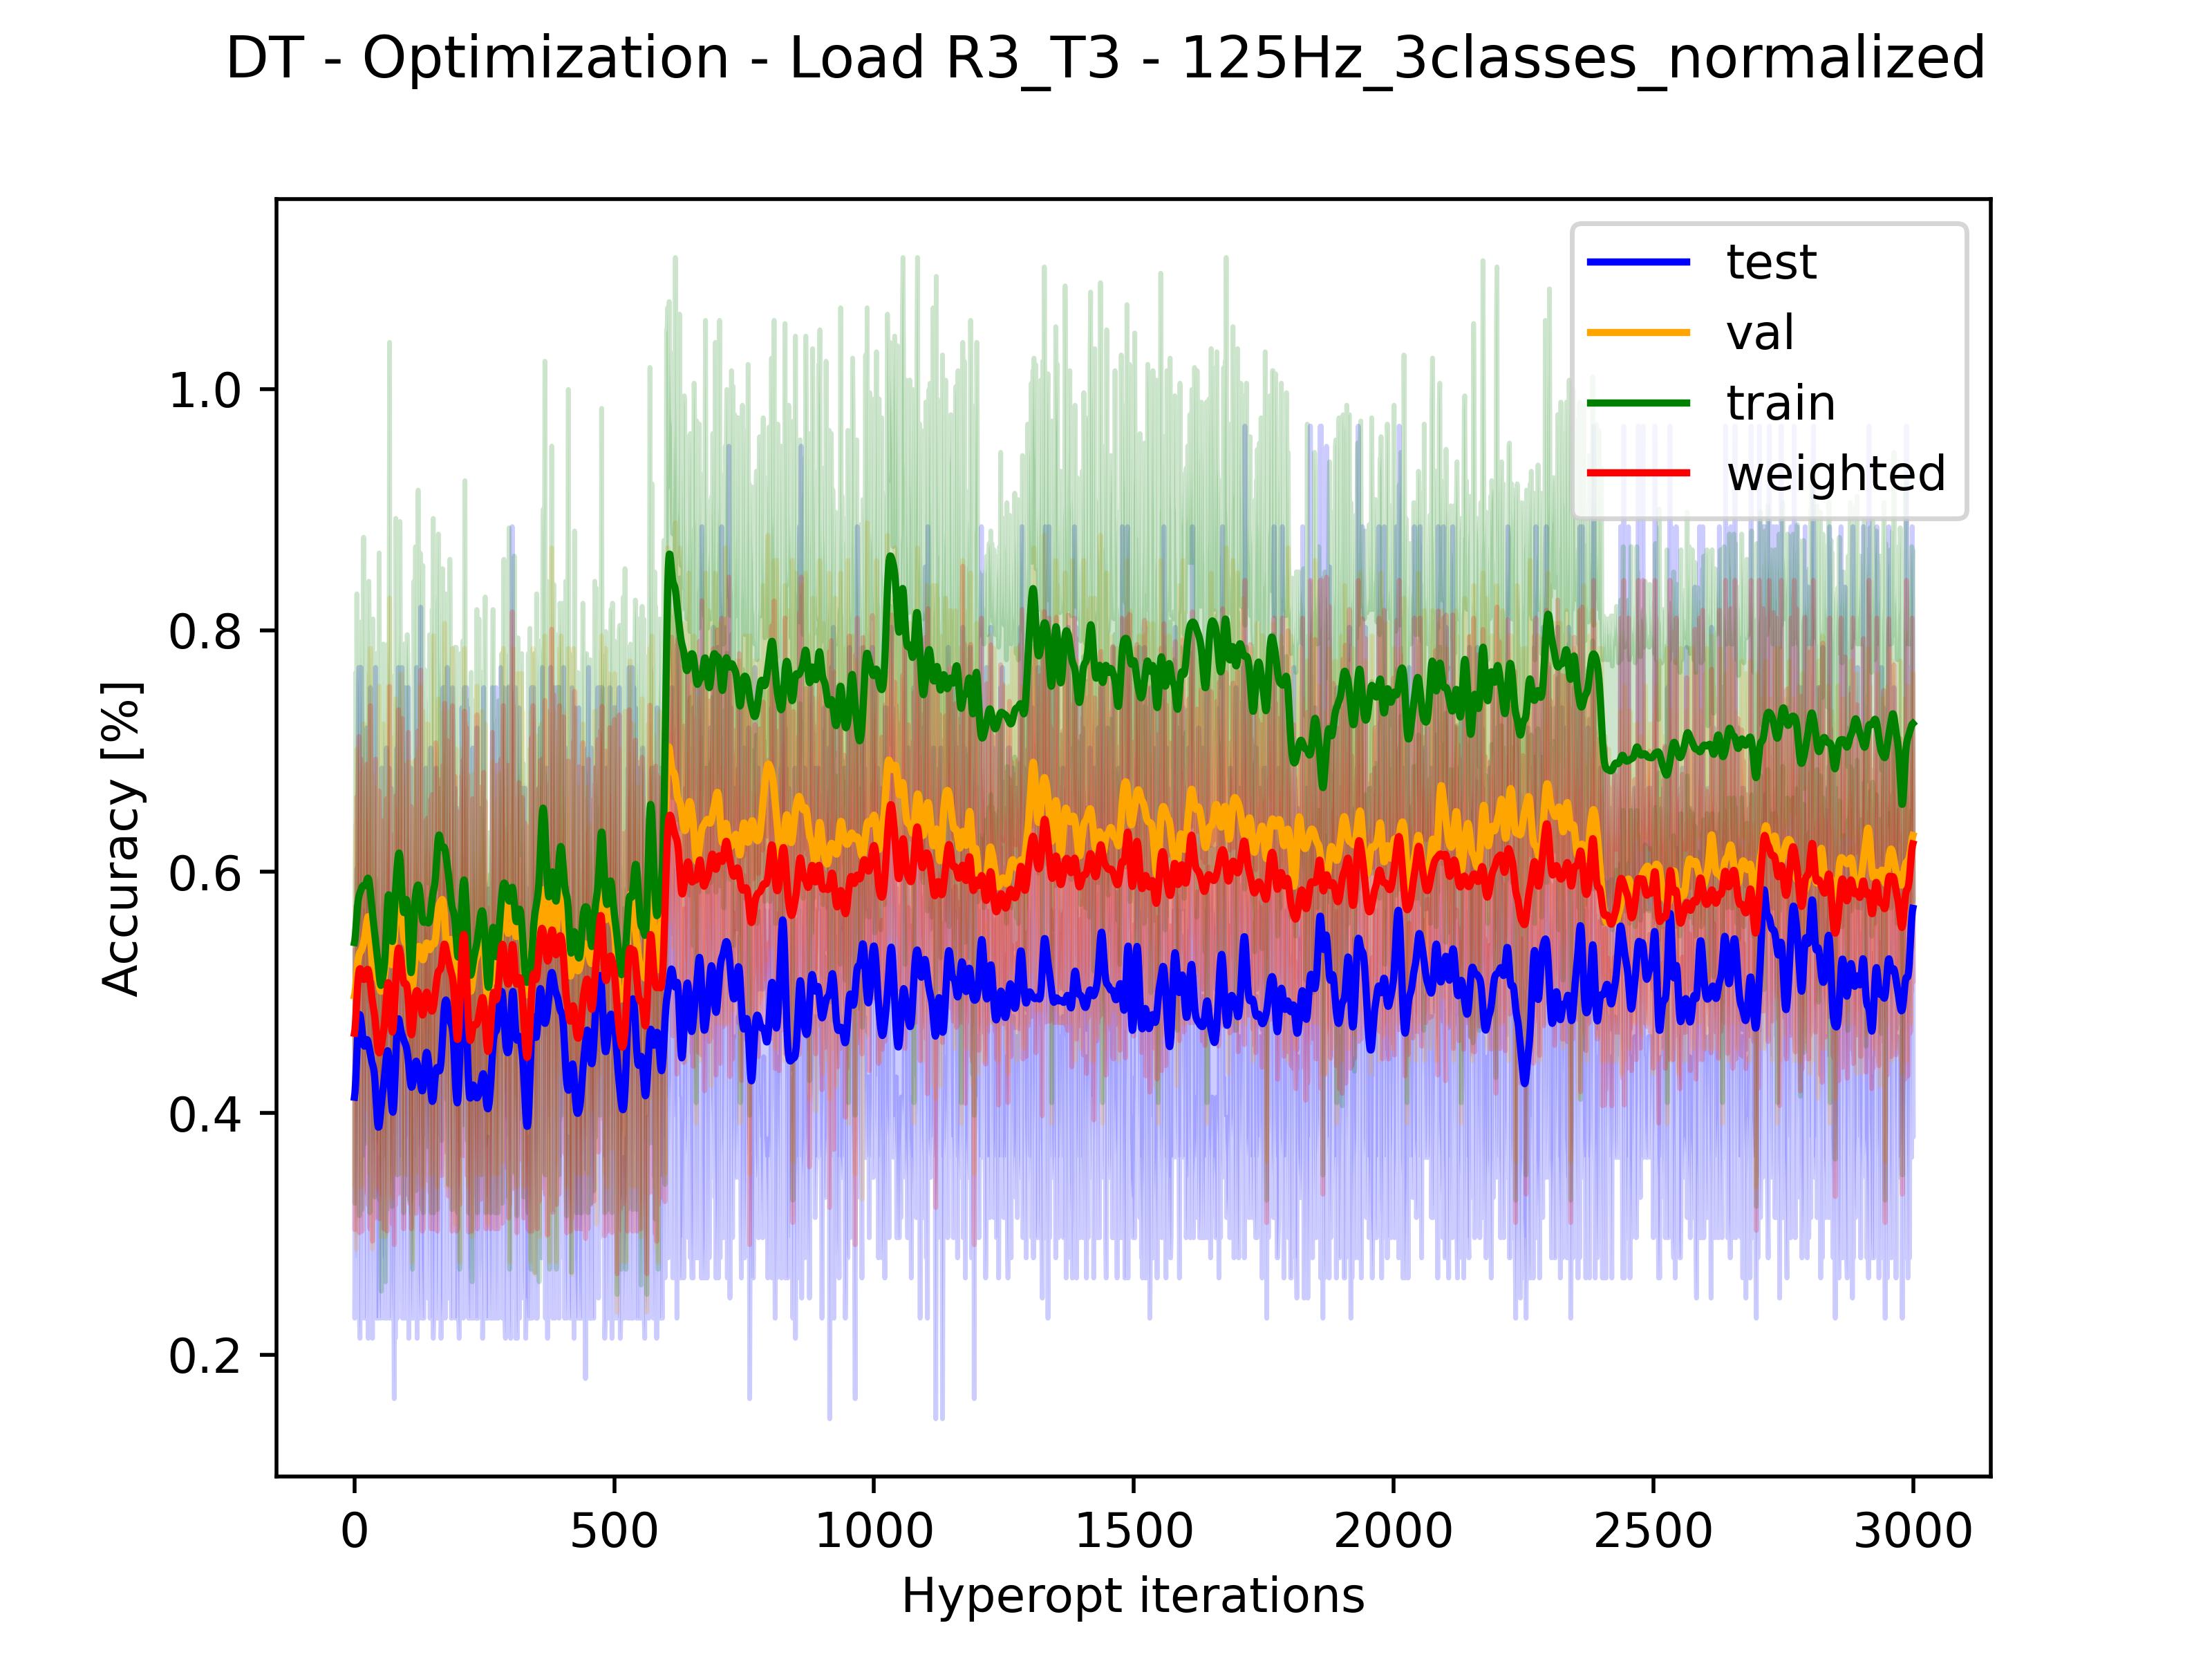 DT - Optimization - Load R3_T3 - 125Hz_3classes_normalized
test
val
train
weighted
Accuracy [%]
1.0
0.8
0.6
0.4
0.2
0 500 1000 1500 2000 2500 3000
Hyperopt iterations